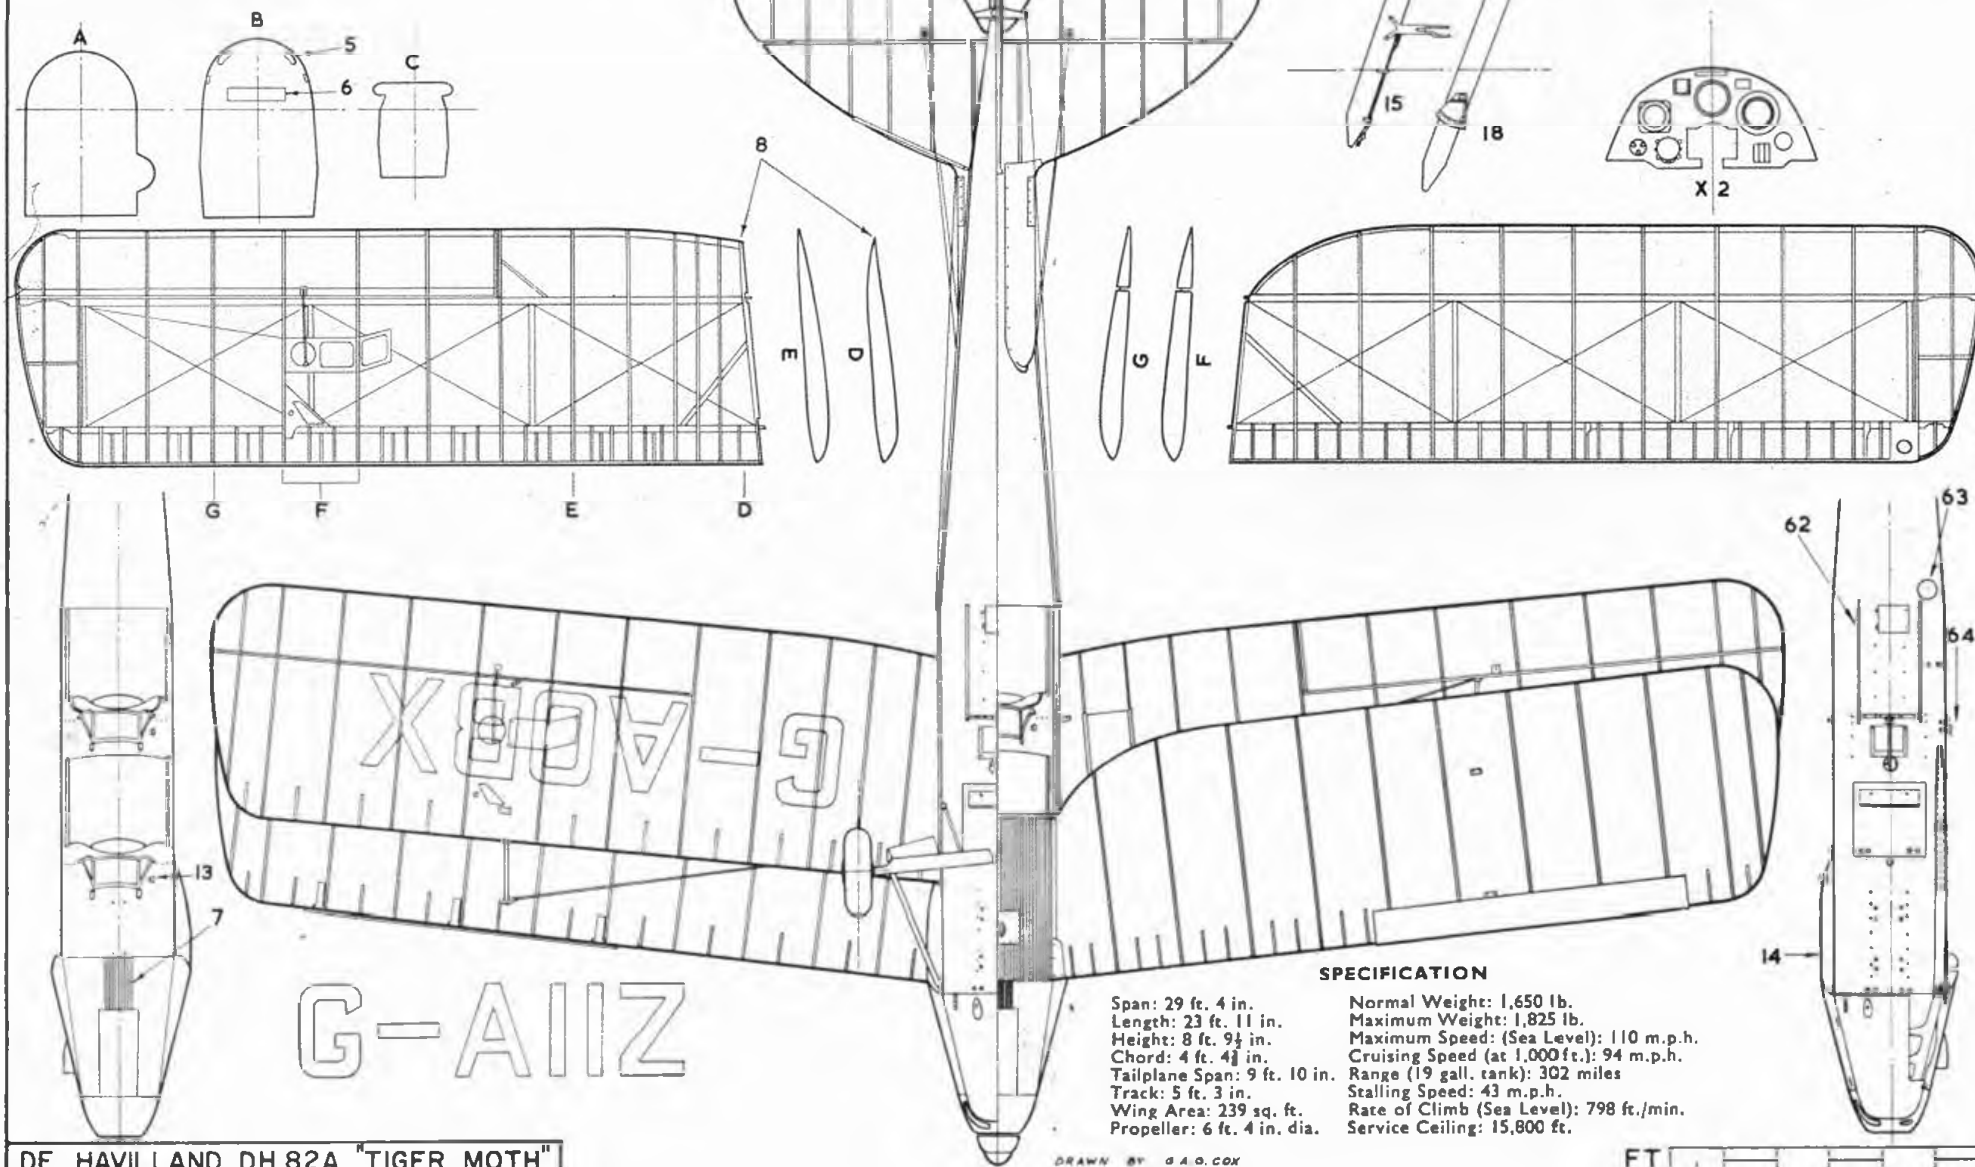 A
B
5
C
6
8
15
18
X 2
E
D
G
F
G
F
E
D
62
63
64
13
7
14
G-AOBX
G-AIIZ
SPECIFICATION
Span: 29 ft. 4 in.
Length: 23 ft. 11 in.
Height: 8 ft. 9½ in.
Chord: 4 ft. 4⅜ in.
Tailplane Span: 9 ft. 10 in.
Track: 5 ft. 3 in.
Wing Area: 239 sq. ft.
Propeller: 6 ft. 4 in. dia.
Normal Weight: 1,650 lb.
Maximum Weight: 1,825 lb.
Maximum Speed: (Sea Level): 110 m.p.h.
Cruising Speed (at 1,000 ft.): 94 m.p.h.
Range (19 gall. tank): 302 miles
Stalling Speed: 43 m.p.h.
Rate of Climb (Sea Level): 798 ft./min.
Service Ceiling: 15,800 ft.
DE HAVILLAND DH 82A "TIGER MOTH"
DRAWN BY G.A.G. COX
FT